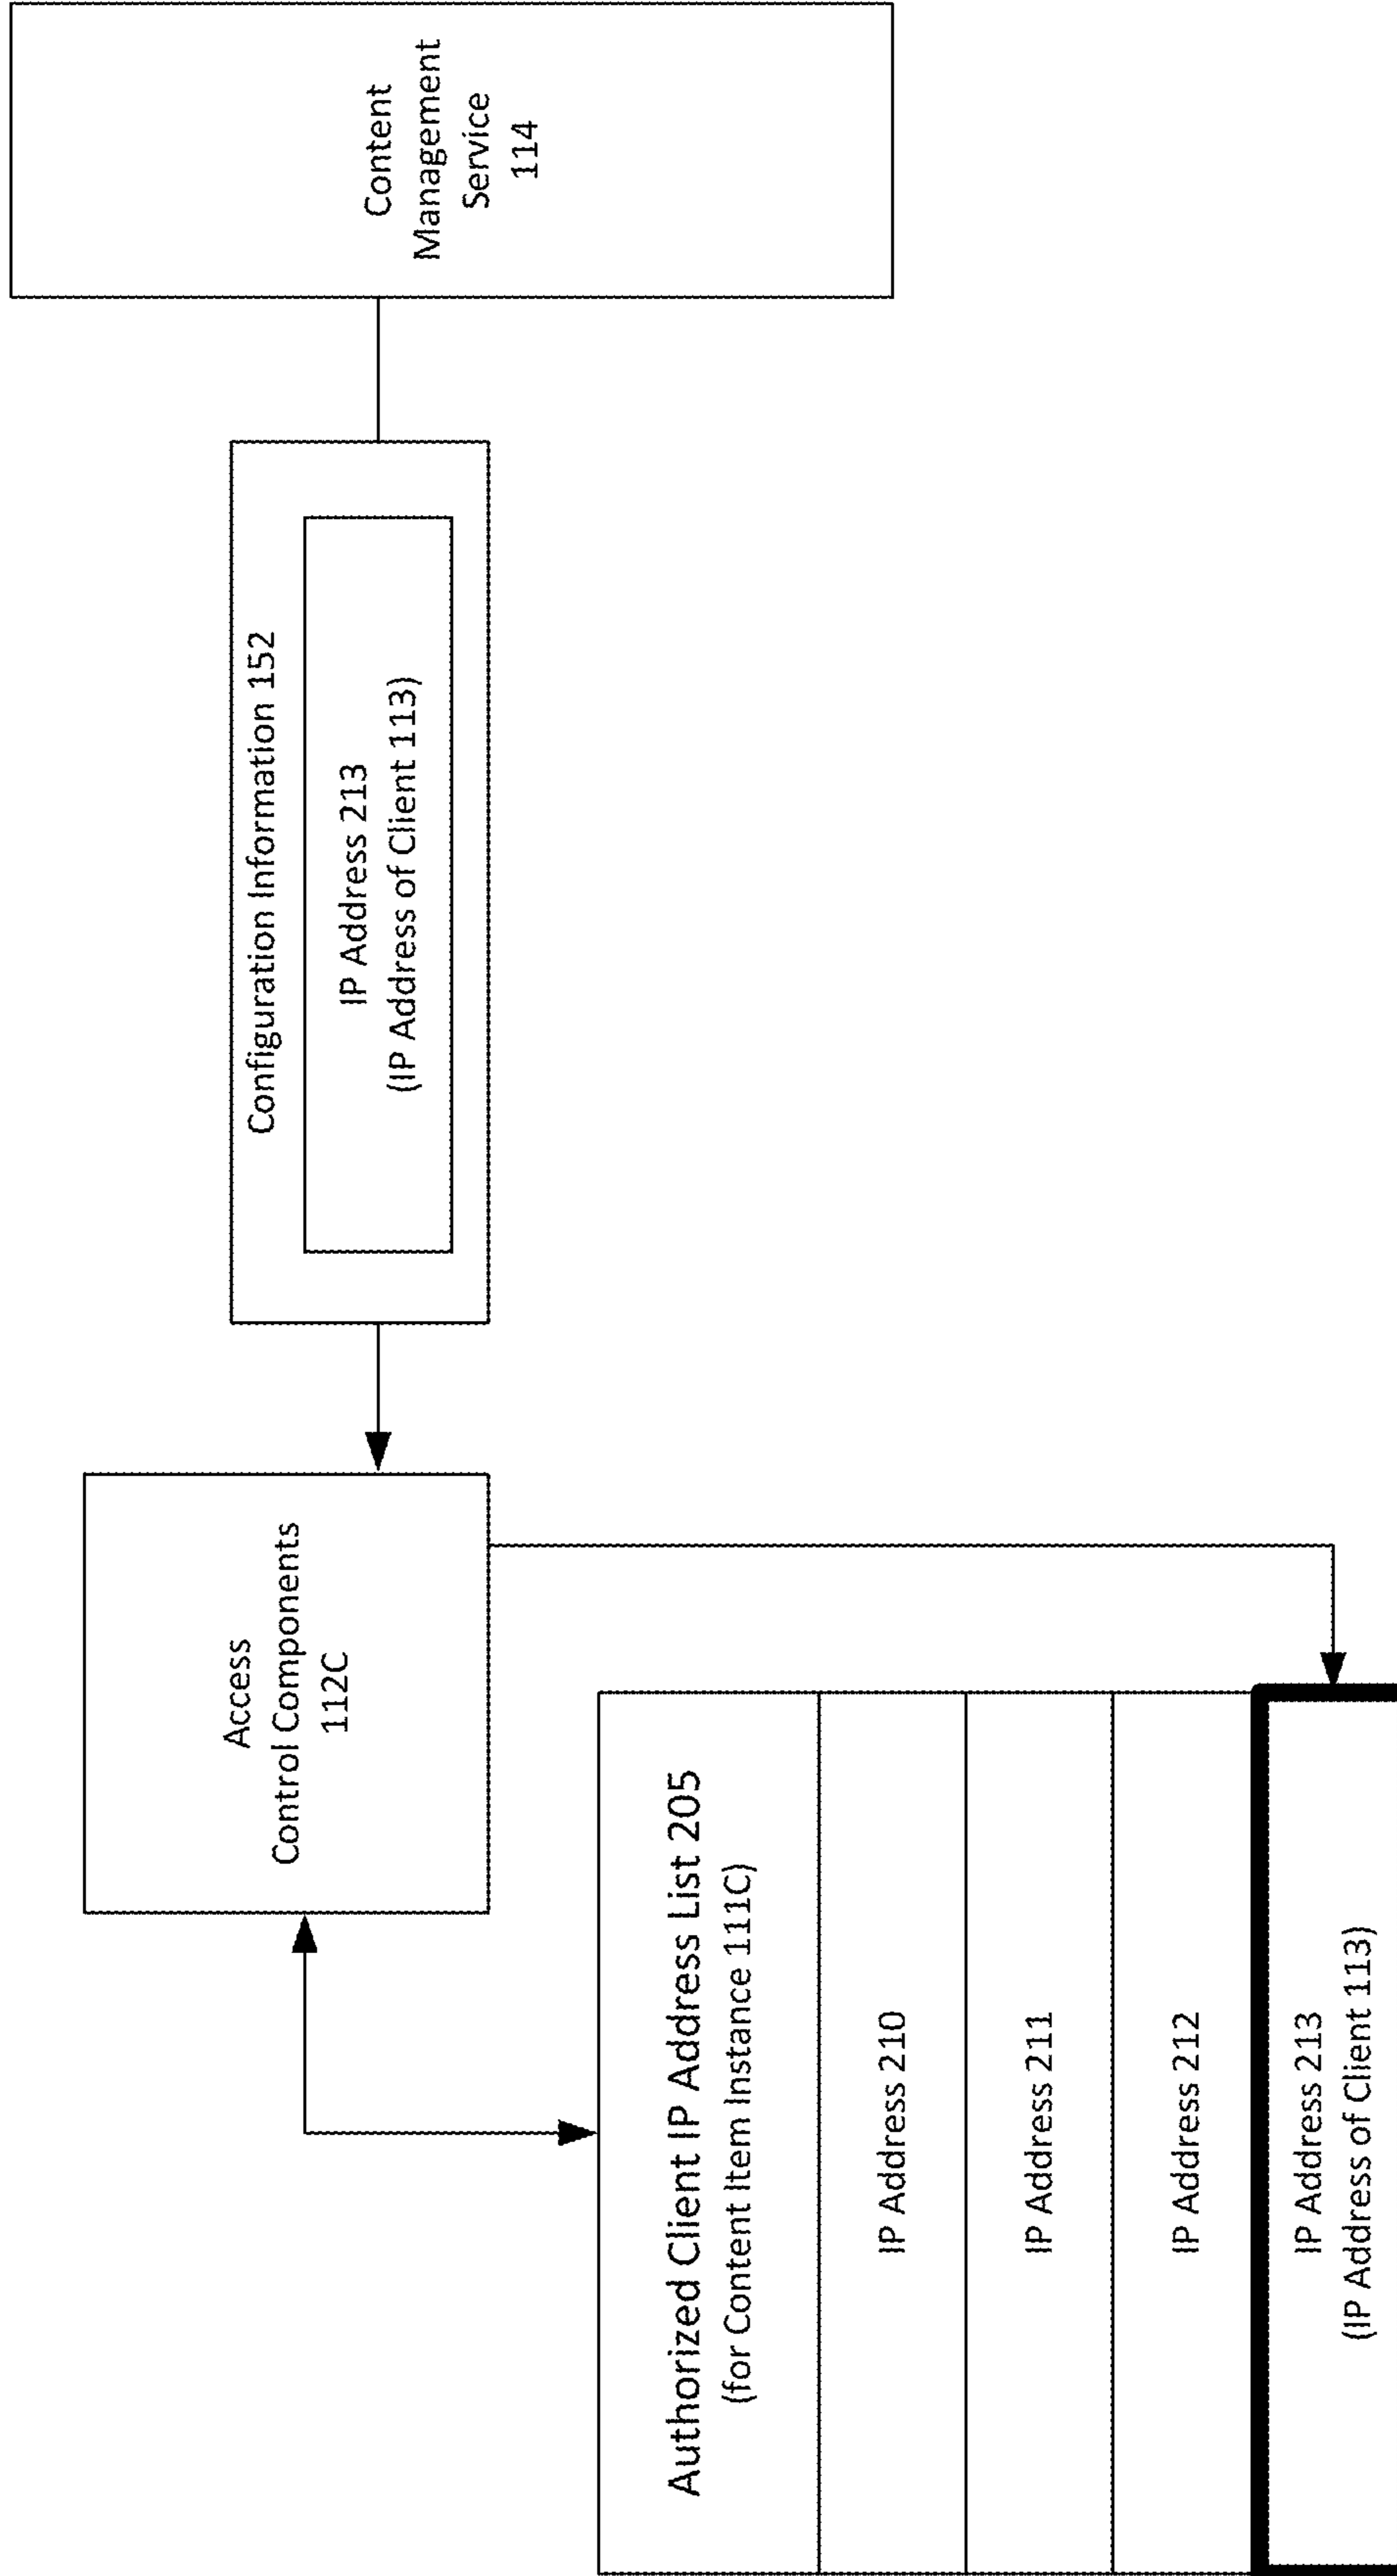 Access
Control Components
112C
Configuration Information 152
IP Address 213
(IP Address of Client 113)
Content
Management
Service
114
Authorized Client IP Address List 205
(for Content Item Instance 111C)
IP Address 210
IP Address 211
IP Address 212
IP Address 213
(IP Address of Client 113)